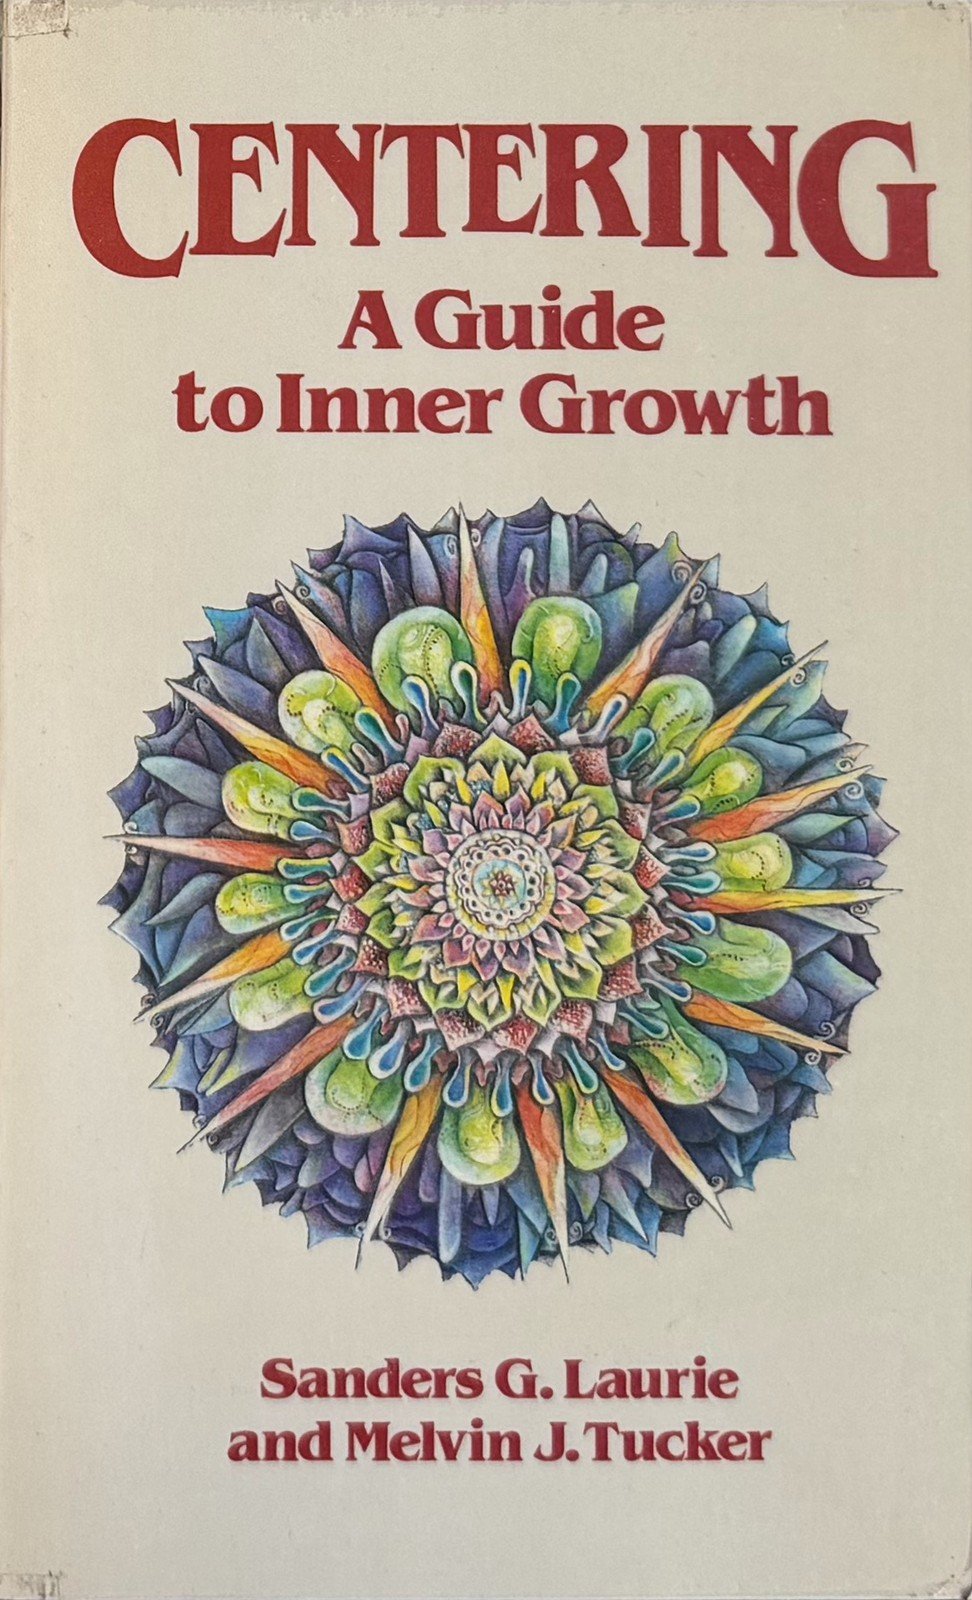 CENTERING
A Guide
to Inner Growth
Sanders G. Laurie
and Melvin J. Tucker